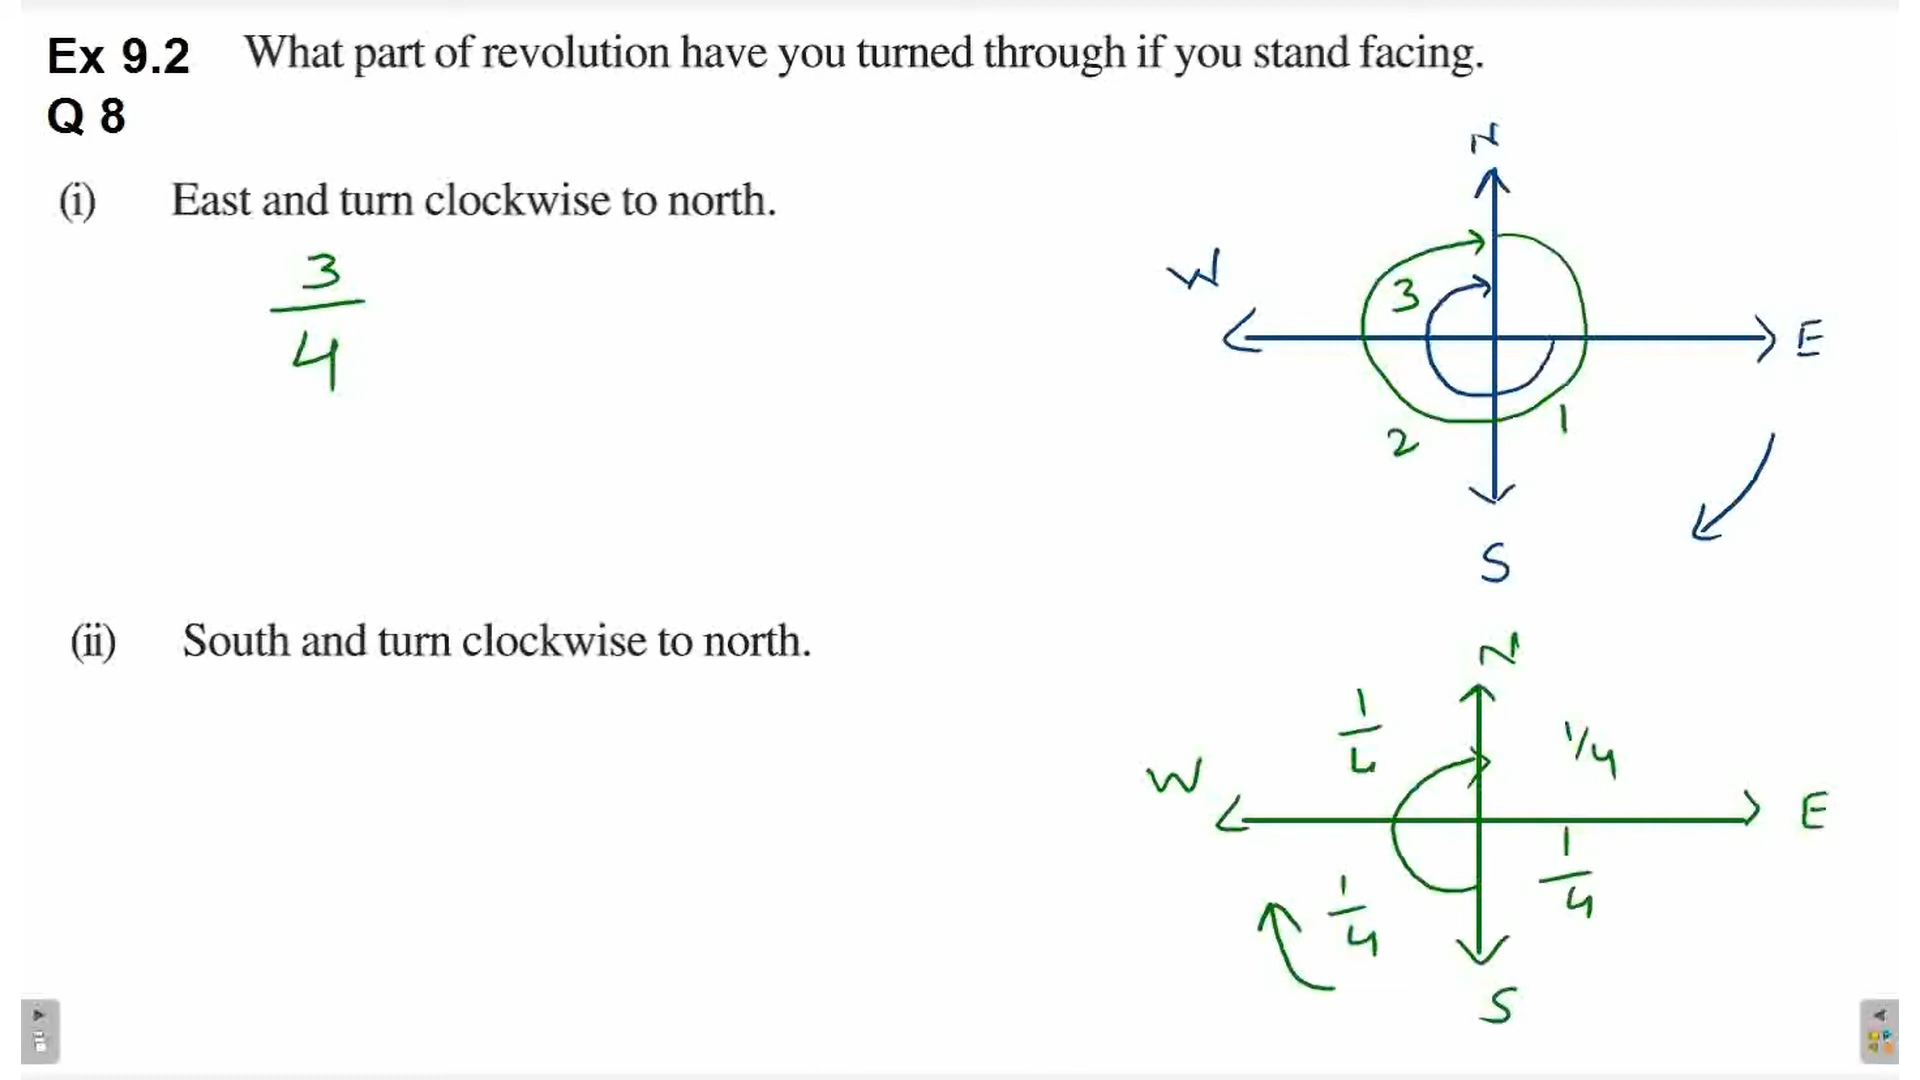 Ex 9.2 What part of revolution have you turned through if you stand facing.
Q 8
N
(i) East and turn clockwise to north.
3
4
W
3
E
2
1
S
(ii) South and turn clockwise to north.
N
1
4
1/4
W
E
1
4
1
4
S